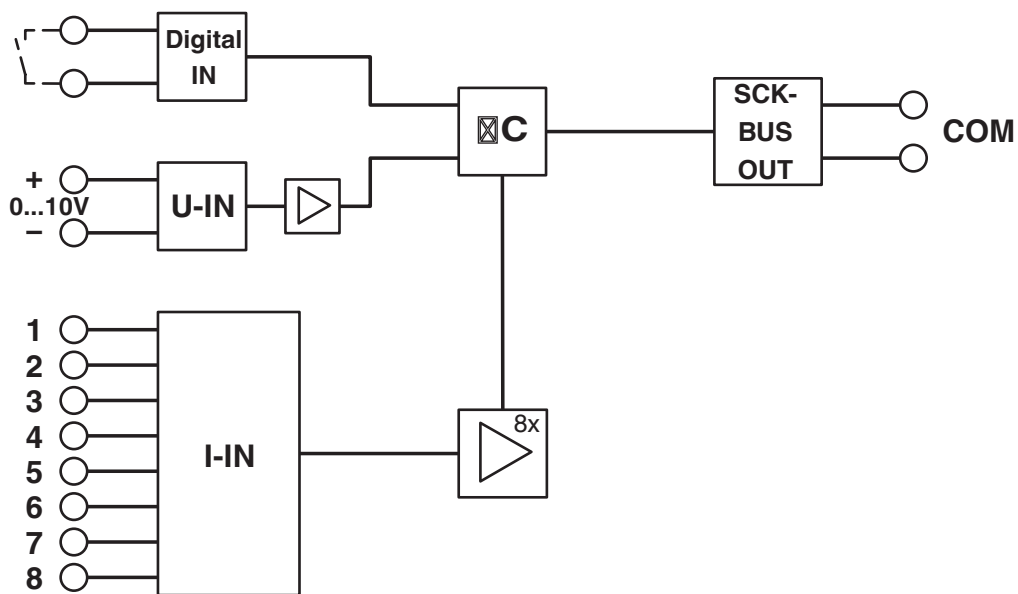 Digital
IN
SCK-
BUS
OUT
C
COM
+
0...10V
−
U-IN
1
2
3
4
5
6
7
8
I-IN
8x